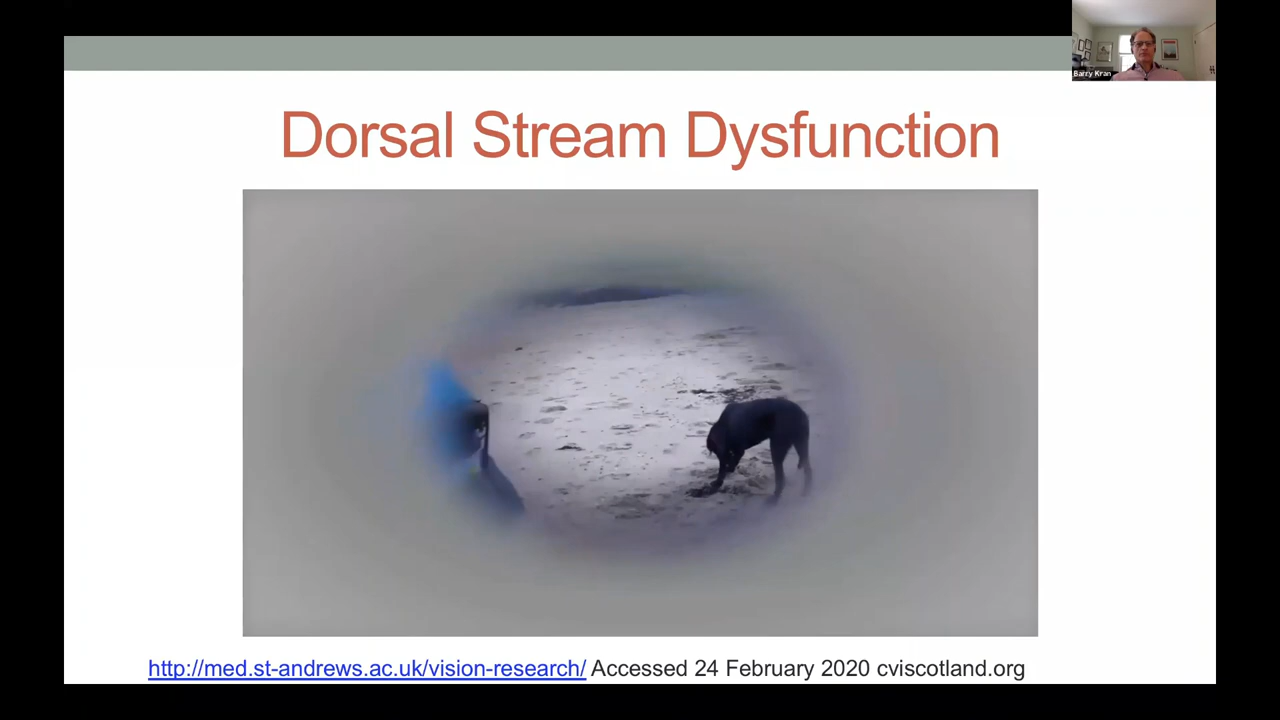 Barry Kran
Dorsal Stream Dysfunction
http://med.st-andrews.ac.uk/vision-research/ Accessed 24 February 2020 cviscotland.org